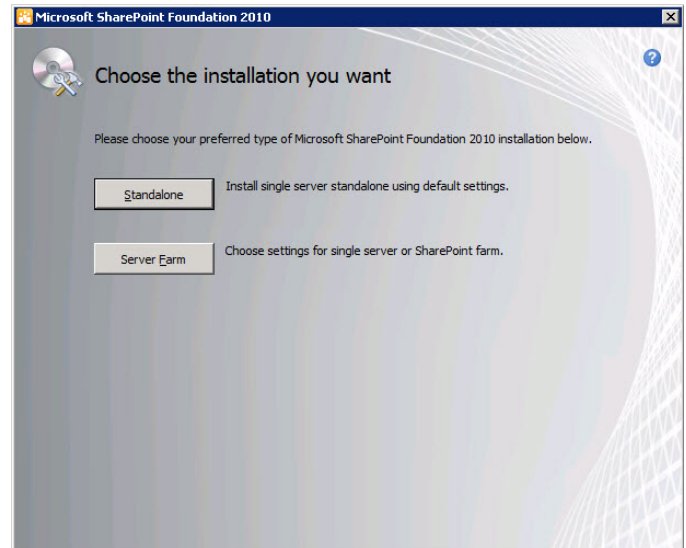 Microsoft SharePoint Foundation 2010
Choose the installation you want
Please choose your preferred type of Microsoft SharePoint Foundation 2010 installation below.
Standalone
Install single server standalone using default settings.
Server Farm
Choose settings for single server or SharePoint farm.